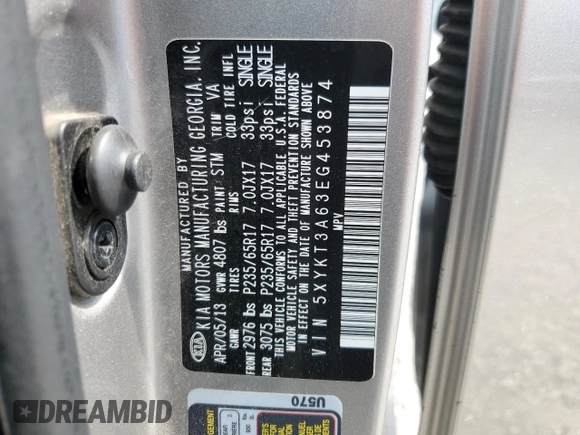 MANUFACTURED BY
KIA KIA MOTORS MANUFACTURING GEORGIA, INC.
APR/05/13 GVWR 4807 lbs PAINT STM TRIM VA
GAWR TIRES RIMS COLD TIRE INFL
FRONT 2976 lbs P235/65R17 7.0JX17 33psi SINGLE
REAR 3075 lbs P235/65R17 7.0JX17 33psi SINGLE
THIS VEHICLE CONFORMS TO ALL APPLICABLE U.S.A. FEDERAL
MOTOR VEHICLE SAFETY AND THEFT PREVENTION STANDARDS
IN EFFECT ON THE DATE OF MANUFACTURE SHOWN ABOVE
VIN 5XYKT3A63EG453874
MPV
U570
DREAMBID